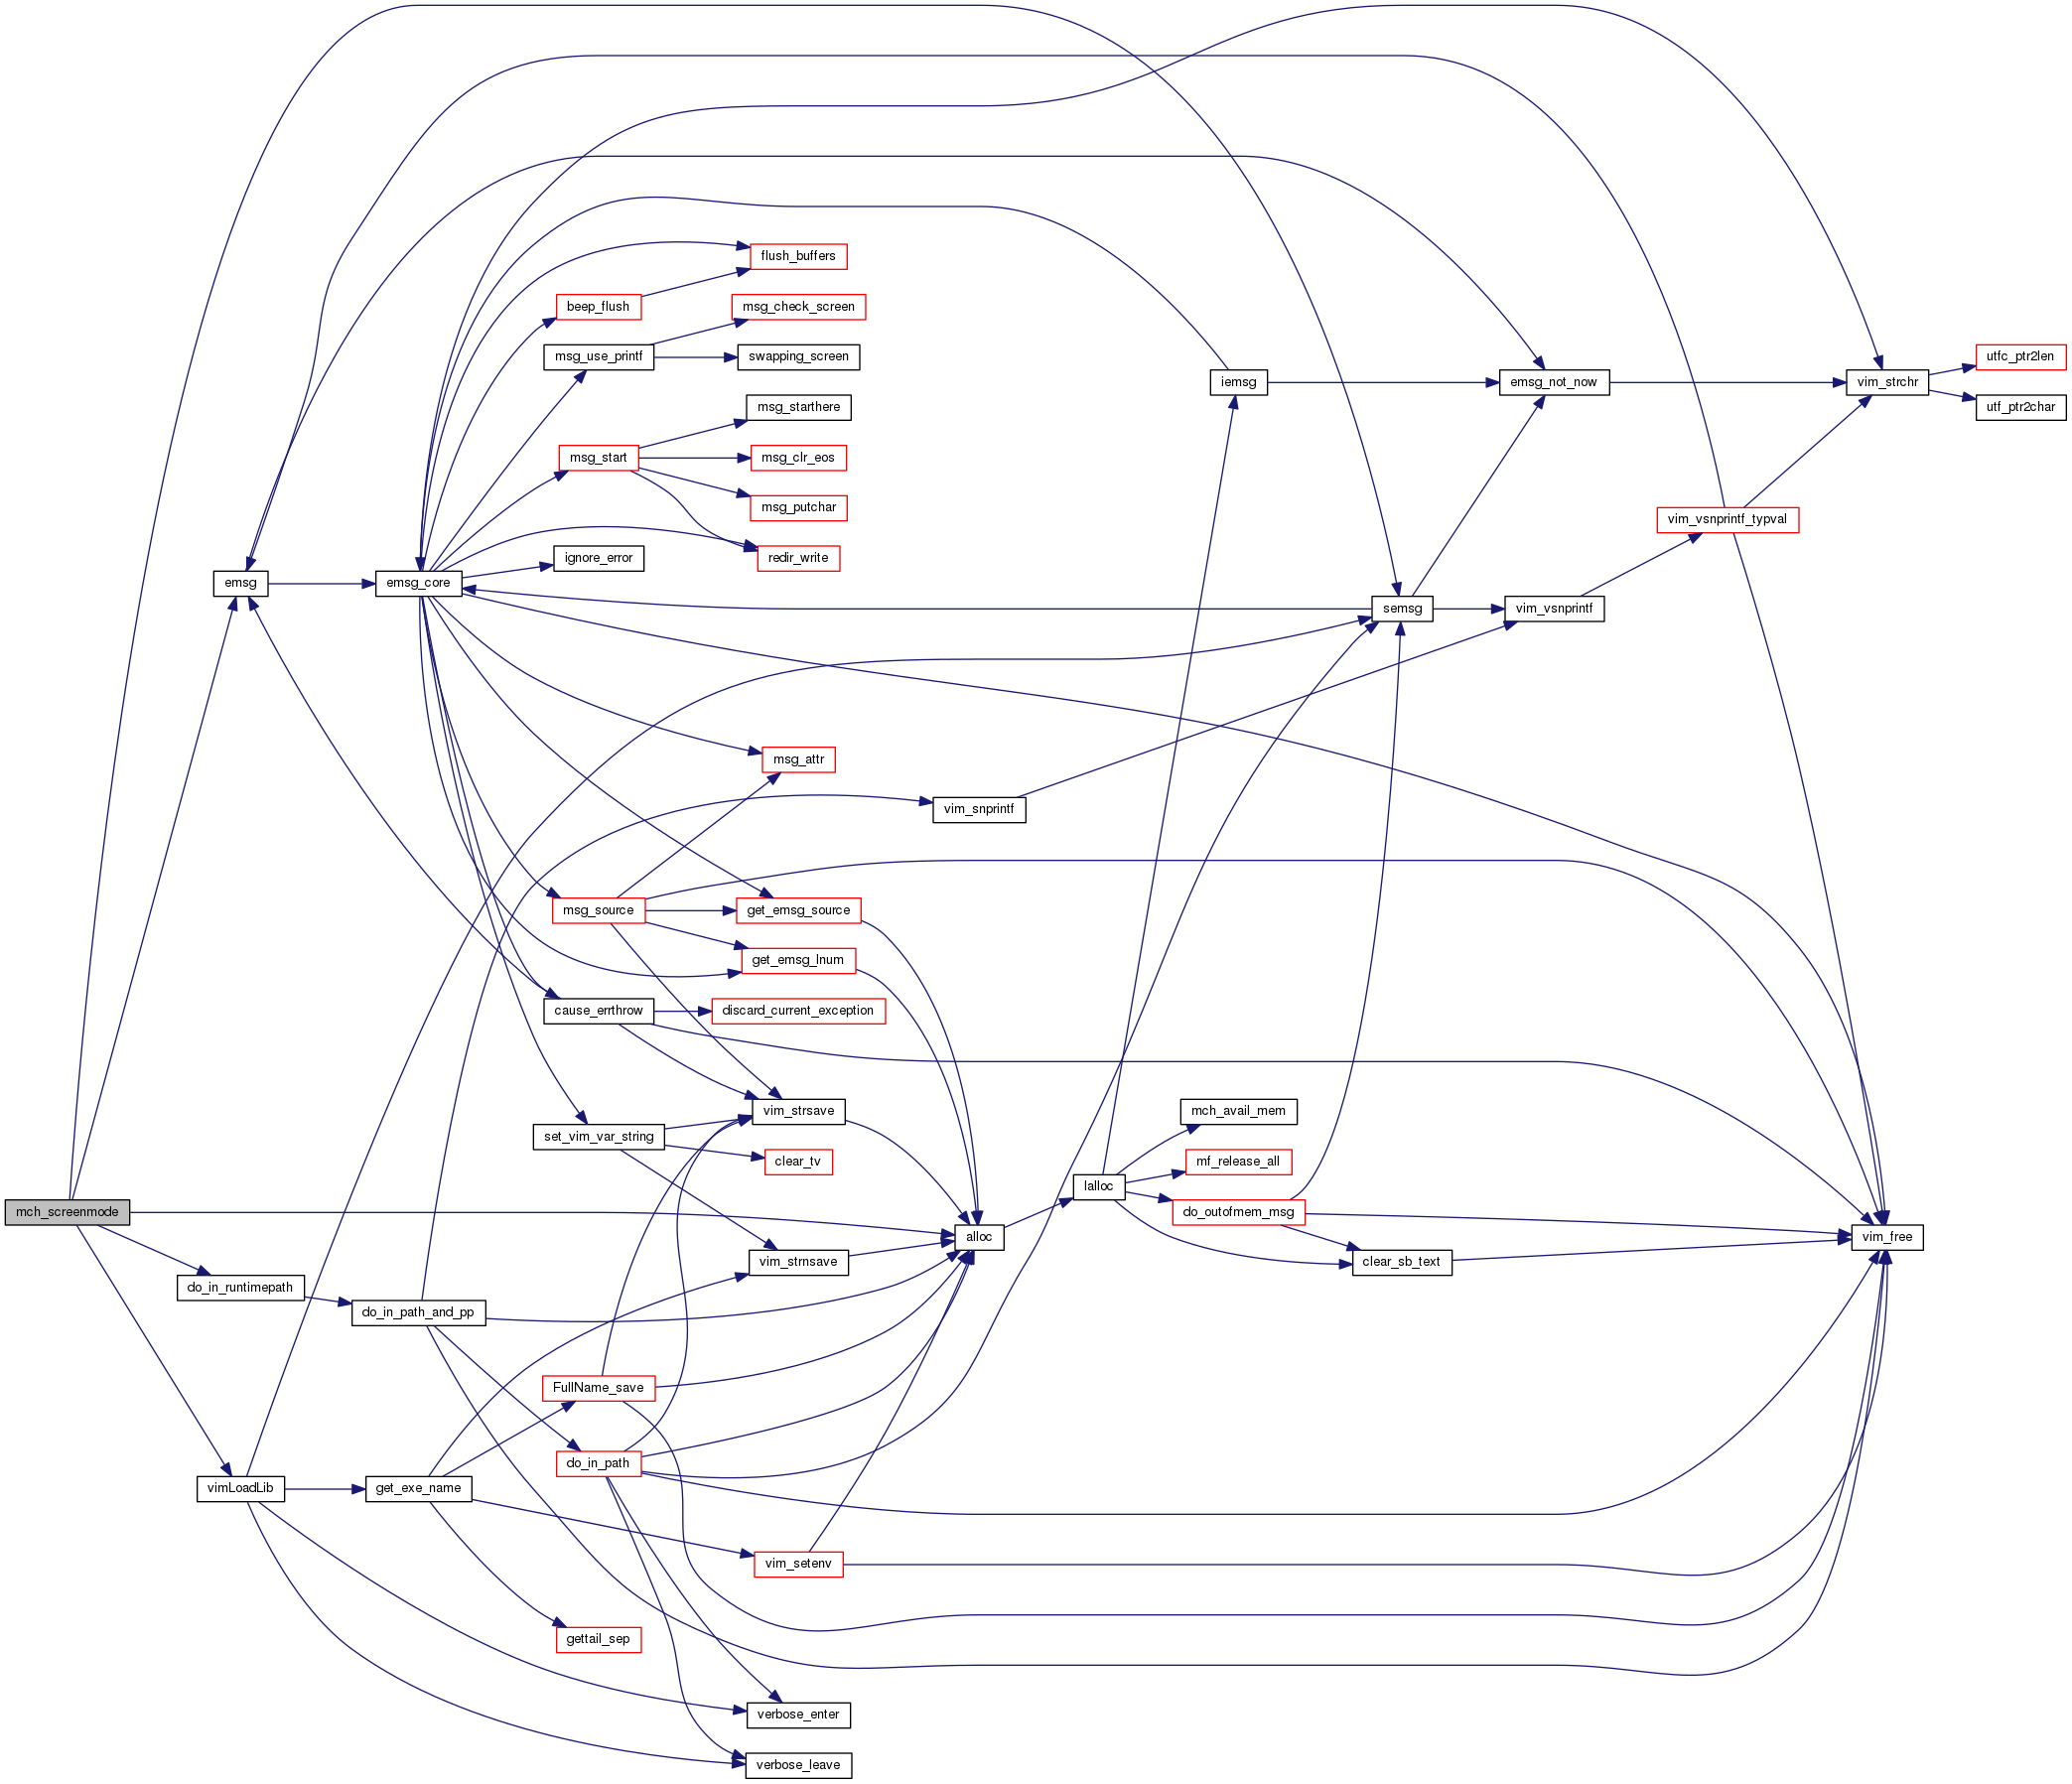 flush_buffers
beep_flush
msg_check_screen
msg_use_printf
swapping_screen
utfc_ptr2len
iemsg
emsg_not_now
vim_strchr
msg_starthere
utf_ptr2char
msg_start
msg_clr_eos
msg_putchar
vim_vsnprintf_typval
redir_write
ignore_error
emsg
emsg_core
semsg
vim_vsnprintf
msg_attr
vim_snprintf
msg_source
get_emsg_source
get_emsg_lnum
cause_errthrow
discard_current_exception
vim_strsave
mch_avail_mem
set_vim_var_string
clear_tv
mf_release_all
lalloc
mch_screenmode
do_outofmem_msg
alloc
vim_free
vim_strnsave
clear_sb_text
do_in_runtimepath
do_in_path_and_pp
FullName_save
do_in_path
vimLoadLib
get_exe_name
vim_setenv
gettail_sep
verbose_enter
verbose_leave